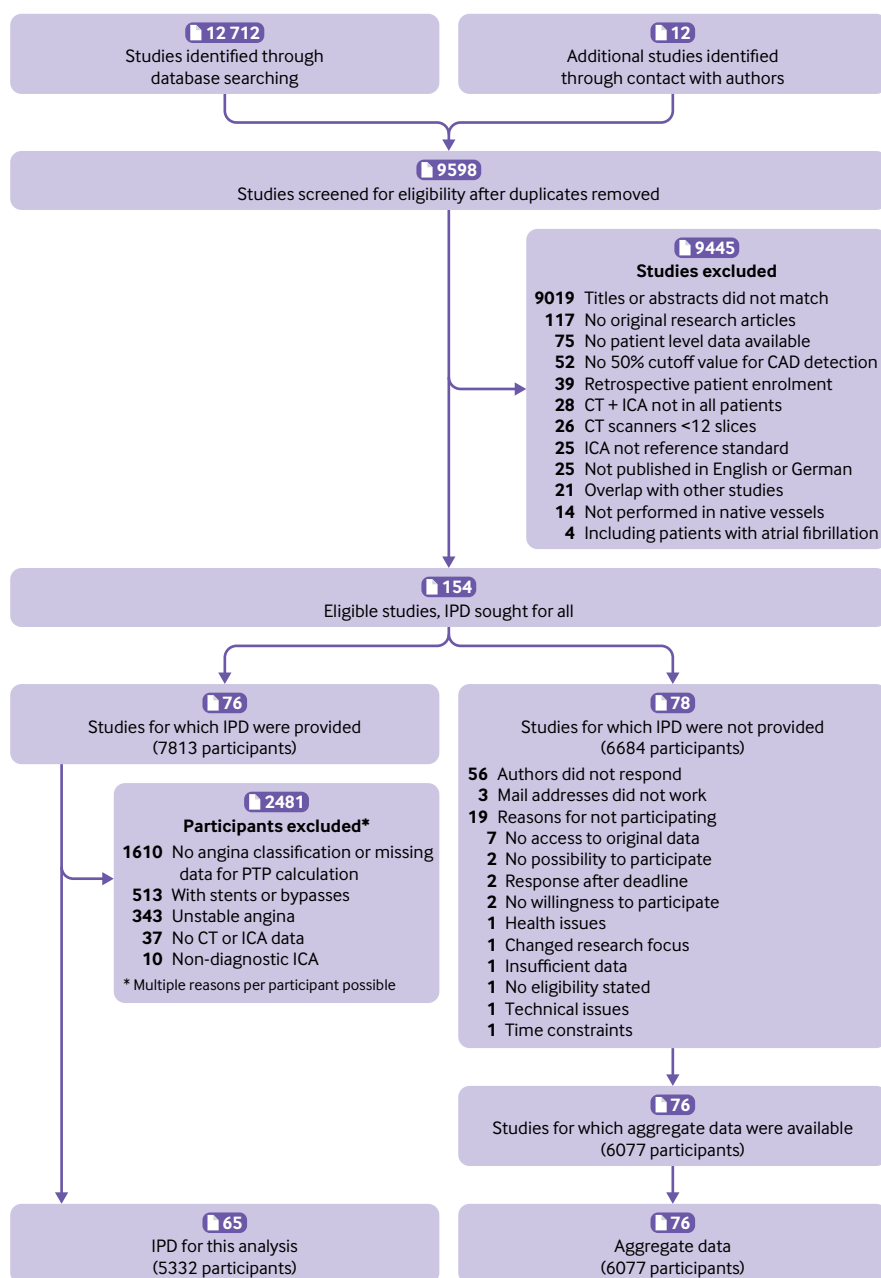 12 712
Studies identified through
database searching
12
Additional studies identified
through contact with authors
9598
Studies screened for eligibility after duplicates removed
9445
Studies excluded
9019 Titles or abstracts did not match
117 No original research articles
75 No patient level data available
52 No 50% cutoff value for CAD detection
39 Retrospective patient enrolment
28 CT + ICA not in all patients
26 CT scanners <12 slices
25 ICA not reference standard
25 Not published in English or German
21 Overlap with other studies
14 Not performed in native vessels
4 Including patients with atrial fibrillation
154
Eligible studies, IPD sought for all
76
Studies for which IPD were provided
(7813 participants)
2481
Participants excluded*
1610 No angina classification or missing
data for PTP calculation
513 With stents or bypasses
343 Unstable angina
37 No CT or ICA data
10 Non-diagnostic ICA
* Multiple reasons per participant possible
78
Studies for which IPD were not provided
(6684 participants)
56 Authors did not respond
3 Mail addresses did not work
19 Reasons for not participating
7 No access to original data
2 No possibility to participate
2 Response after deadline
2 No willingness to participate
1 Health issues
1 Changed research focus
1 Insufficient data
1 No eligibility stated
1 Technical issues
1 Time constraints
76
Studies for which aggregate data were available
(6077 participants)
65
IPD for this analysis
(5332 participants)
76
Aggregate data
(6077 participants)